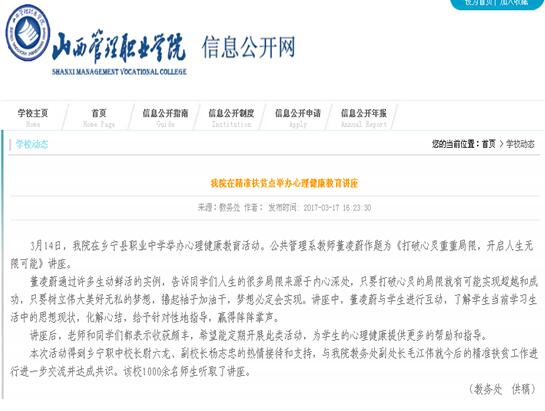 设为首页 | 加入收藏
山西管理职业学院 信息公开网
SHANXI MANAGEMENT VOCATIONAL COLLEGE
学校主页 首页 信息公开指南 信息公开制度 信息公开申请 信息公开年报
Home Home Page Guide Institution Apply Annual Report
学校动态 您的当前位置：首页 > 学校动态
我院在精准扶贫点举办心理健康教育讲座
来源：教务处 作者： 发布时间: 2017-03-17 16:23:30
3月14日，我院在乡宁县职业中学举办心理健康教育活动。公共管理系教师董凌蔚作题为《打破心灵重重局限，开启人生无
限可能》讲座。
董凌蔚通过许多生动鲜活的实例，告诉同学们人生的很多局限来源于内心深处，只要打破心灵的局限就有可能实现超越和成
功，只要树立伟大美好无私的梦想，撸起袖子加油干，梦想必定会实现。讲座中，董凌蔚与学生进行互动，了解学生当前学习生
活中的思想现状，化解心结，给予针对性地指导，赢得阵阵掌声。
讲座后，老师和同学们都表示收获颇丰，希望能定期开展此类活动，为学生的心理健康提供更多的帮助和指导。
本次活动得到乡宁职中校长尉六龙、副校长杨志忠的热情接待和支持，与我院教务处副处长毛江伟就今后的精准扶贫工作进
行进一步交流并达成共识。该校1000余名师生听取了讲座。
（教务处 供稿）